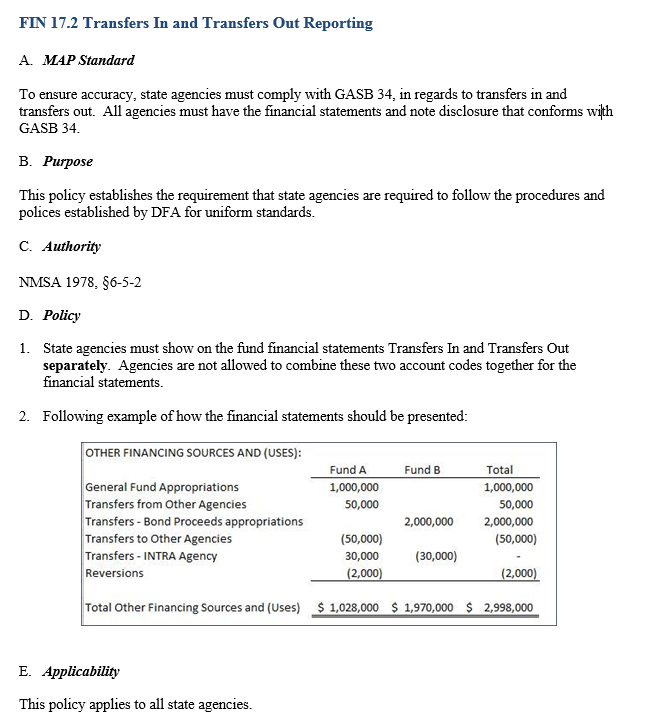 FIN 17.2 Transfers In and Transfers Out Reporting
A. MAP Standard
To ensure accuracy, state agencies must comply with GASB 34, in regards to transfers in and
transfers out. All agencies must have the financial statements and note disclosure that conforms with
GASB 34.
B. Purpose
This policy establishes the requirement that state agencies are required to follow the procedures and
polices established by DFA for uniform standards.
C. Authority
NMSA 1978, §6-5-2
D. Policy
1. State agencies must show on the fund financial statements Transfers In and Transfers Out
separately. Agencies are not allowed to combine these two account codes together for the
financial statements.
2. Following example of how the financial statements should be presented:
OTHER FINANCING SOURCES AND (USES):
Fund A Fund B Total
General Fund Appropriations 1,000,000 1,000,000
Transfers from Other Agencies 50,000 50,000
Transfers - Bond Proceeds appropriations 2,000,000 2,000,000
Transfers to Other Agencies (50,000) (50,000)
Transfers - INTRA Agency 30,000 (30,000) -
Reversions (2,000) (2,000)
Total Other Financing Sources and (Uses) $ 1,028,000 $ 1,970,000 $ 2,998,000
E. Applicability
This policy applies to all state agencies.